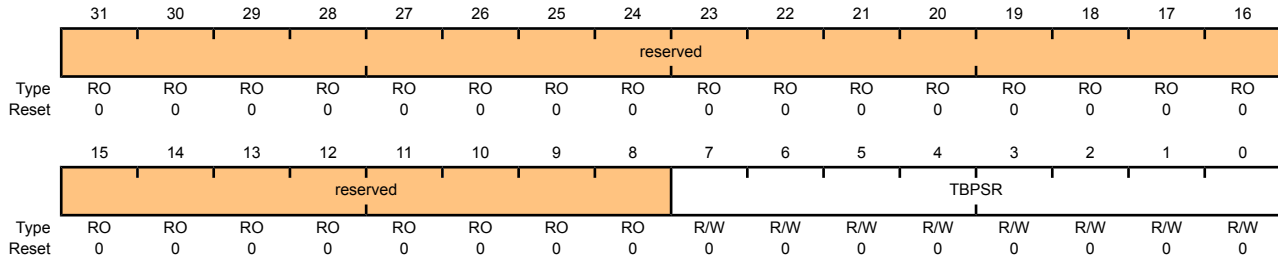 31 30 29 28 27 26 25 24 23 22 21 20 19 18 17 16
reserved
Type RO RO RO RO RO RO RO RO RO RO RO RO RO RO RO RO
Reset 0 0 0 0 0 0 0 0 0 0 0 0 0 0 0 0
15 14 13 12 11 10 9 8 7 6 5 4 3 2 1 0
reserved TBPSR
Type RO RO RO RO RO RO RO RO R/W R/W R/W R/W R/W R/W R/W R/W
Reset 0 0 0 0 0 0 0 0 0 0 0 0 0 0 0 0